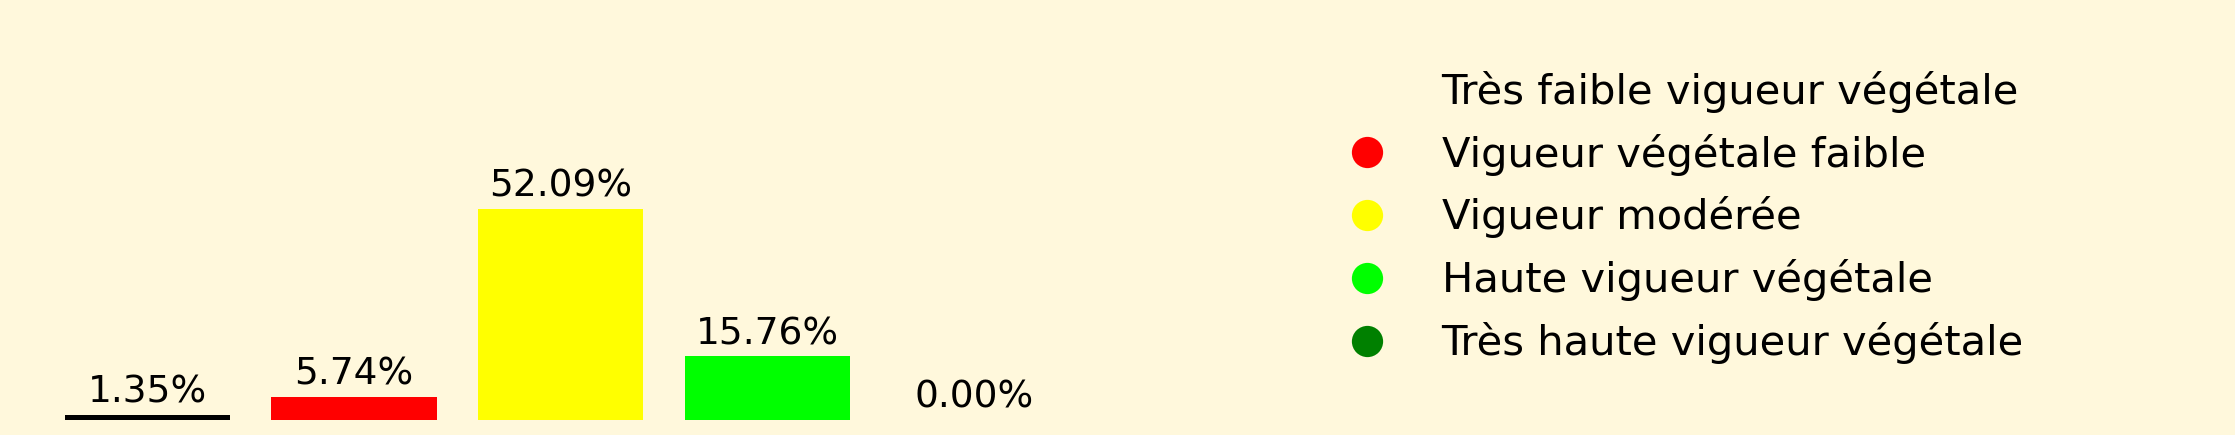 1.35%
5.74%
52.09%
15.76%
0.00%
Très faible vigueur végétale
Vigueur végétale faible
Vigueur modérée
Haute vigueur végétale
Très haute vigueur végétale